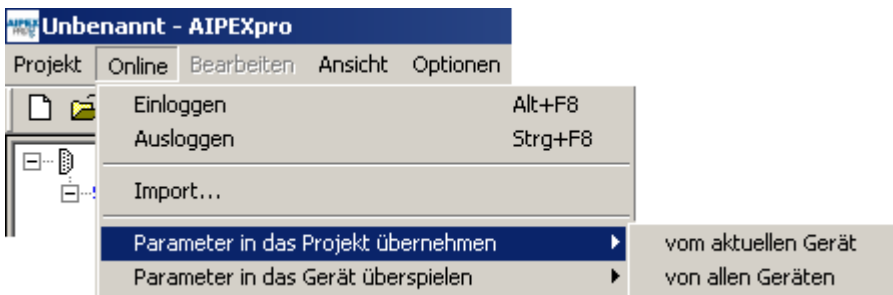 Unbenannt - AIPEXpro
Projekt Online Bearbeiten Ansicht Optionen
Einloggen Alt+F8
Ausloggen Strg+F8
Import...
Parameter in das Projekt übernehmen vom aktuellen Gerät
Parameter in das Gerät überspielen von allen Geräten